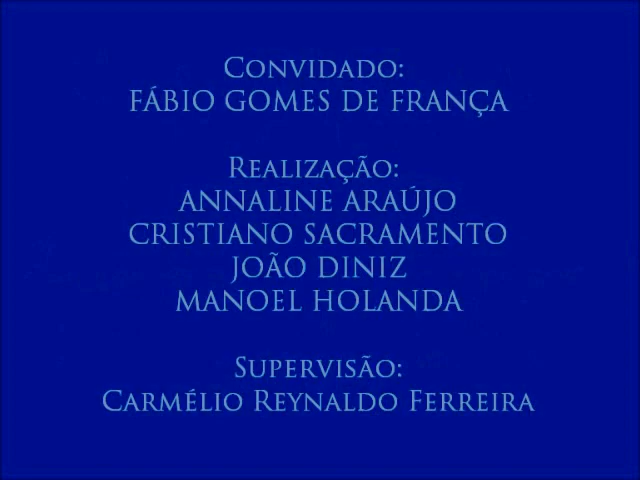 Convidado:
FÁBIO GOMES DE FRANÇA
Realização:
ANNALINE ARAÚJO
CRISTIANO SACRAMENTO
JOÃO DINIZ
MANOEL HOLANDA
Supervisão:
Carmélio Reynaldo Ferreira